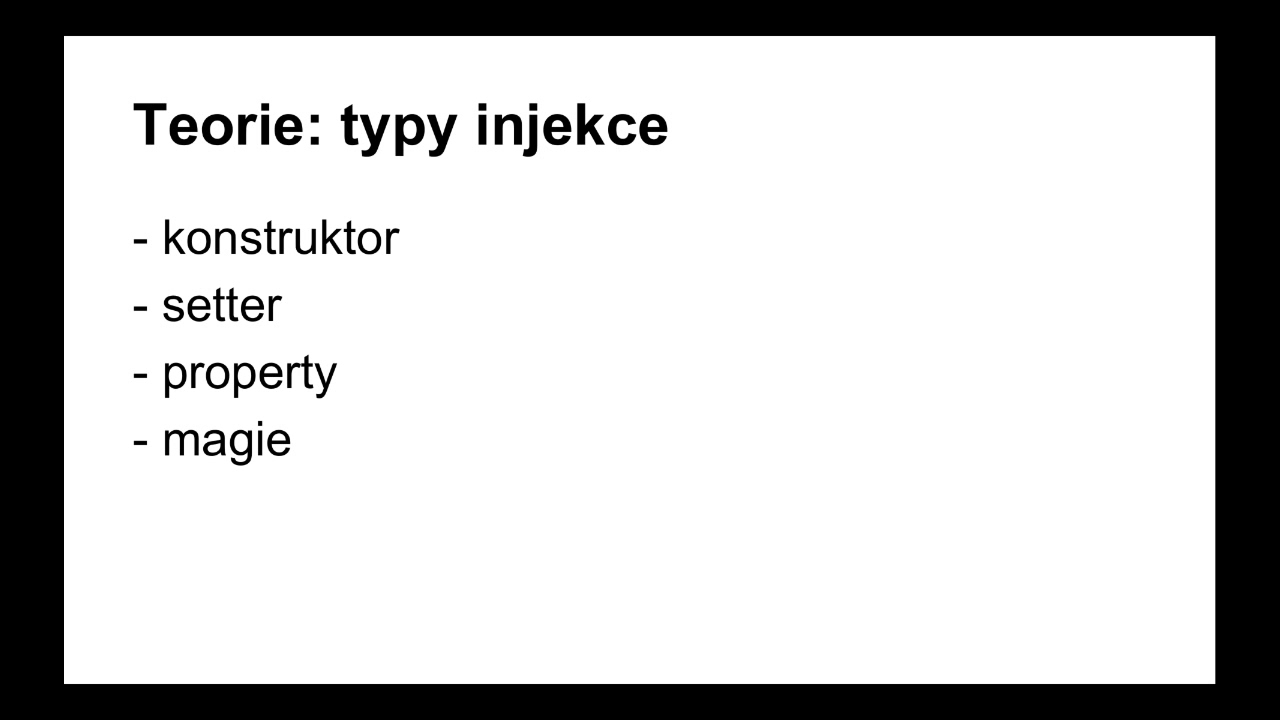 Teorie: typy injekce
- konstruktor
- setter
- property
- magie